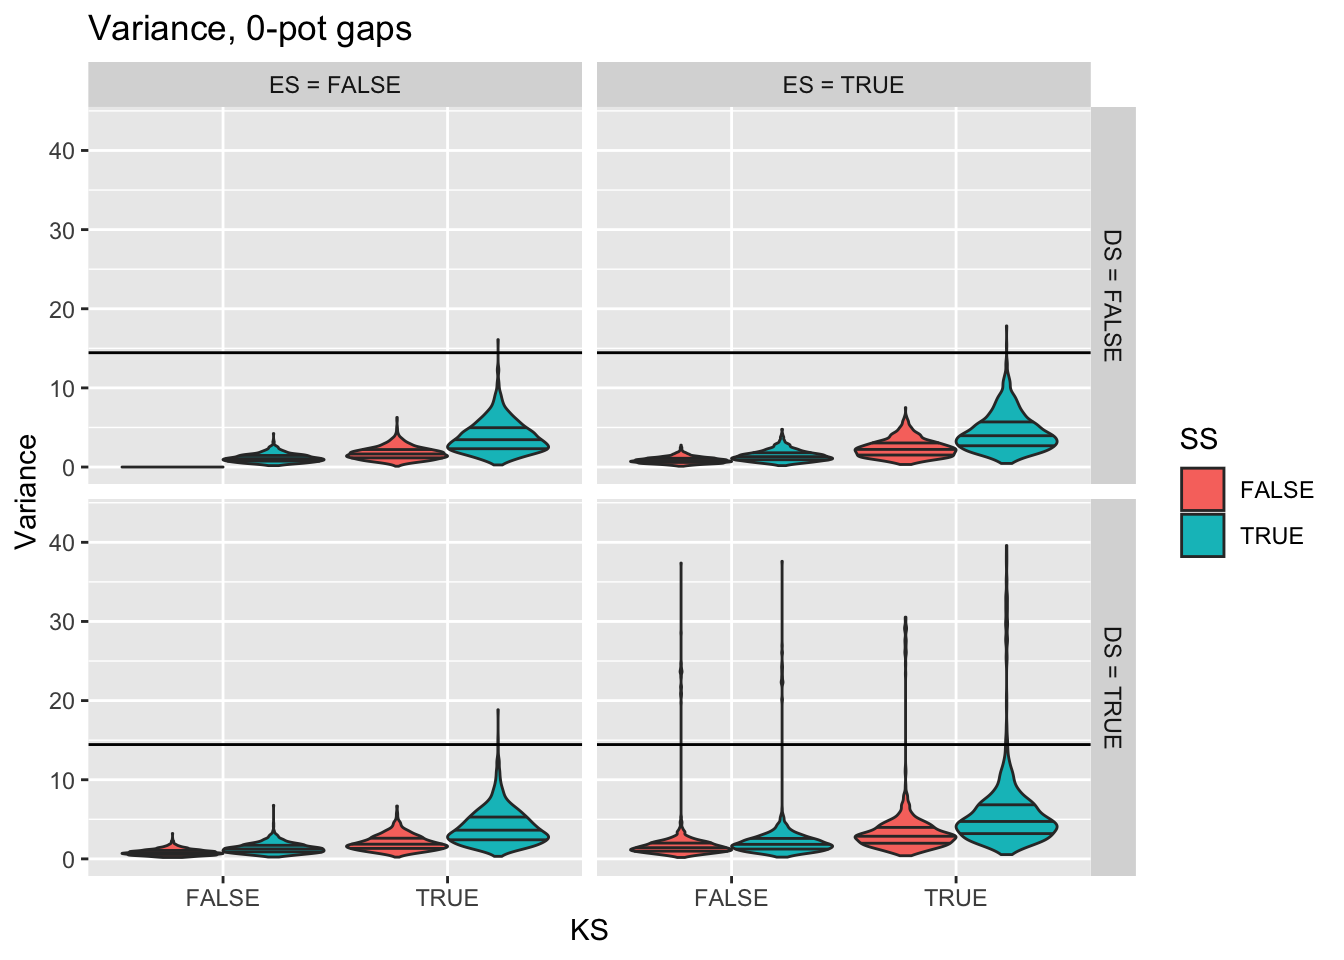 Variance, 0-pot gaps
ES = FALSE
ES = TRUE
40
30
20
10
0
DS = FALSE
40
30
20
10
0
DS = TRUE
Variance
FALSE
TRUE
FALSE
TRUE
KS
SS
FALSE
TRUE